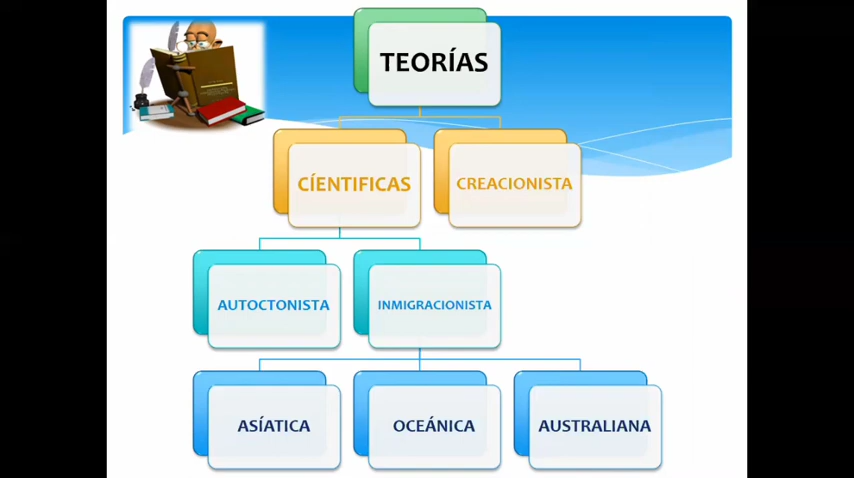 TEORÍAS
CÍENTIFICAS
CREACIONISTA
AUTOCTONISTA
INMIGRACIONISTA
ASÍATICA
OCEÁNICA
AUSTRALIANA